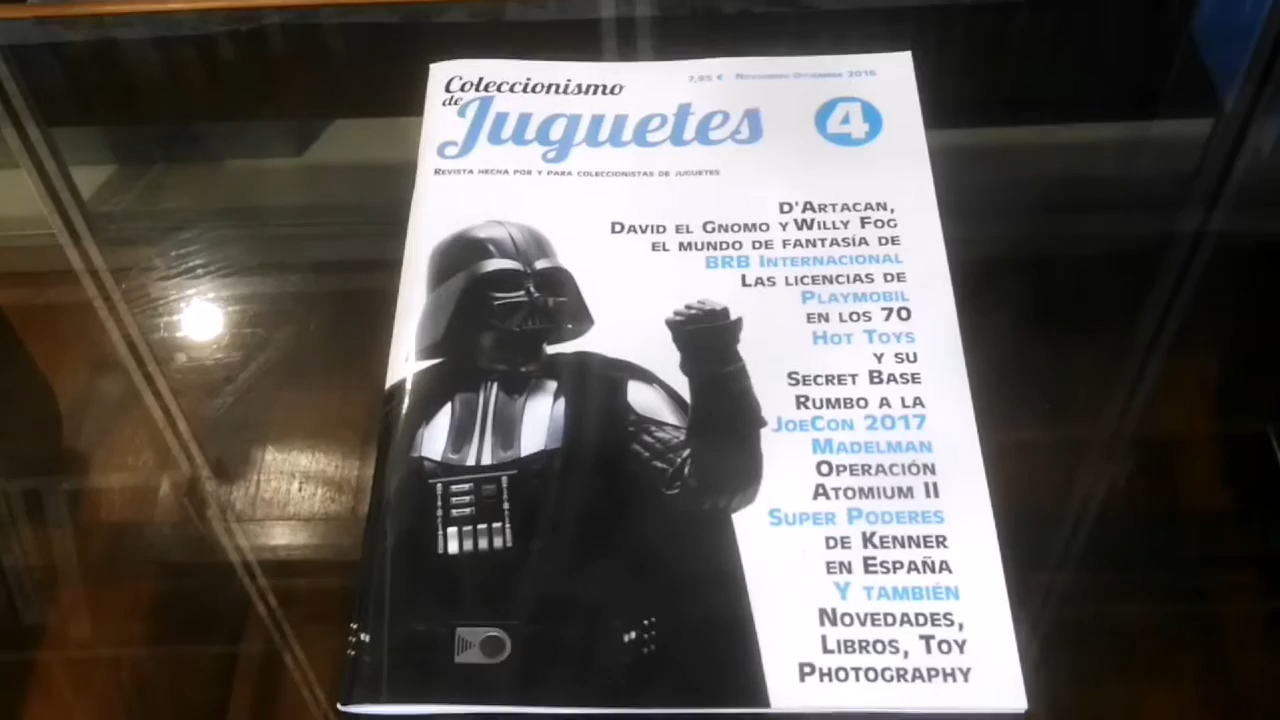 7,95 € - Noviembre-Diciembre 2016
Coleccionismo
de
Juguetes
4
Revista hecha por y para coleccionistas de juguetes
D'Artacan,
David el Gnomo y Willy Fog
el mundo de fantasía de
BRB Internacional
Las licencias de
Playmobil
en los 70
Hot Toys
y su
Secret Base
Rumbo a la
JoeCon 2017
Madelman
Operación
Atomium II
Super Poderes
de Kenner
en España
Y también
Novedades,
Libros, Toy
Photography